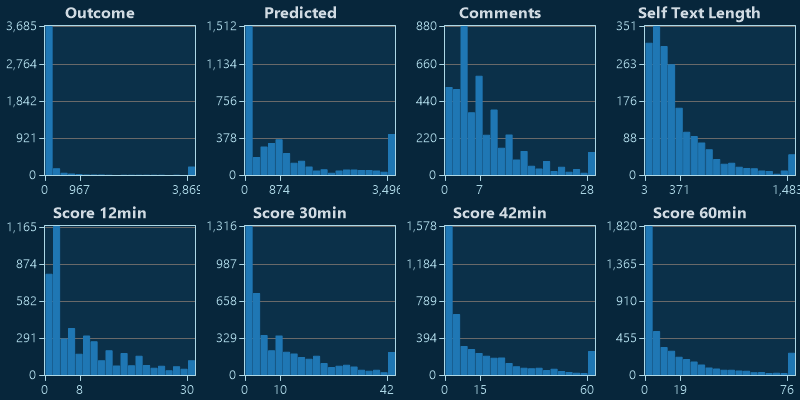 Outcome
3,685
2,764
1,842
921
0
0 967 3,869
Predicted
1,512
1,134
756
378
0
0 874 3,496
Comments
880
660
440
220
0
0 7 28
Self Text Length
351
263
176
88
0
3 371 1,483
Score 12min
1,165
874
582
291
0
0 8 30
Score 30min
1,316
987
658
329
0
0 10 42
Score 42min
1,578
1,184
789
394
0
0 15 60
Score 60min
1,820
1,365
910
455
0
0 19 76